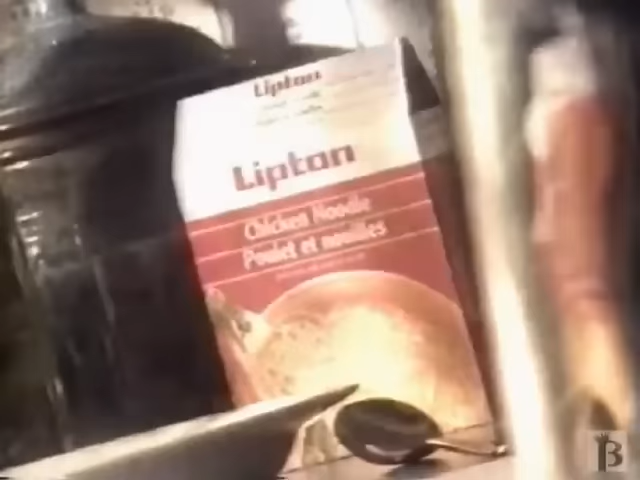 Lipton
Lipton
Chicken Noodle
Poulet et nouilles
B